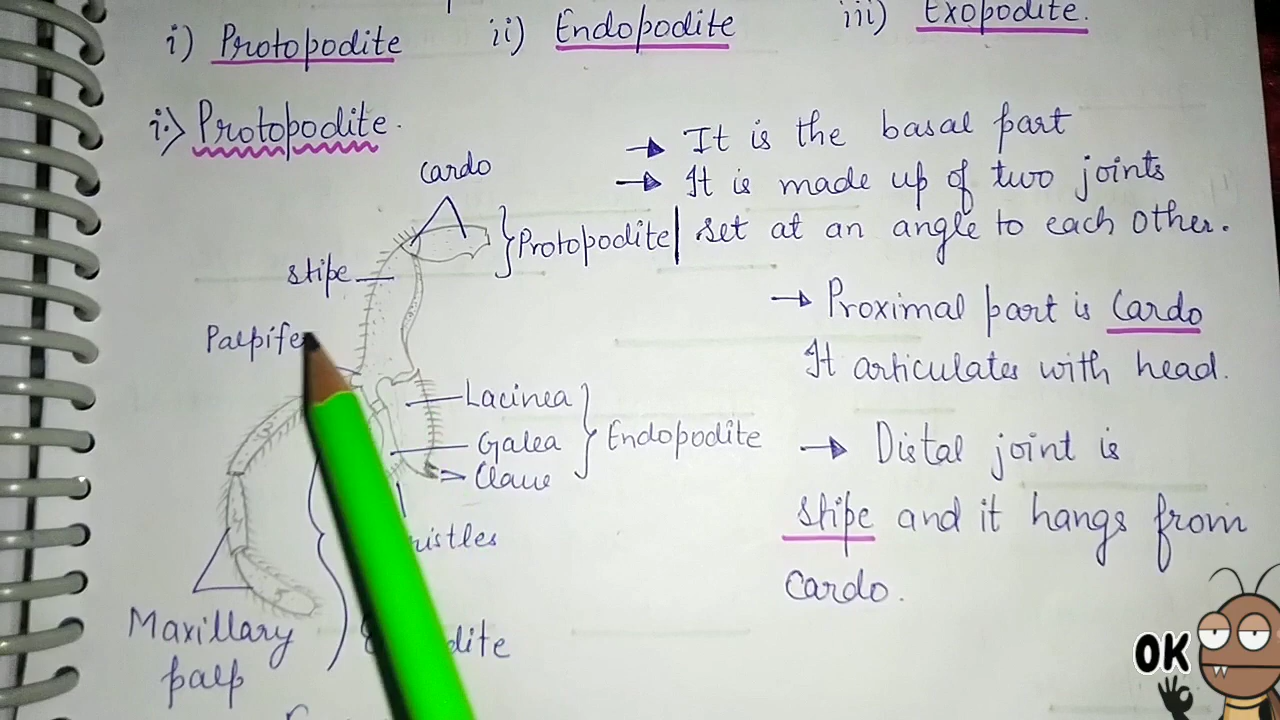 i) Protopodite ii) Endopodite iii) Exopodite.
i.> Protopodite.
Cardo
→ It is the basal part
→ It is made up of two joints
set at an angle to each other.
Protopodite
stipe
→ Proximal part is Cardo
It articulates with head.
Lacinea
Galea
Endopodite
→ Distal joint is
stipe and it hangs from
Cardo.
Maxillary
palp
OK